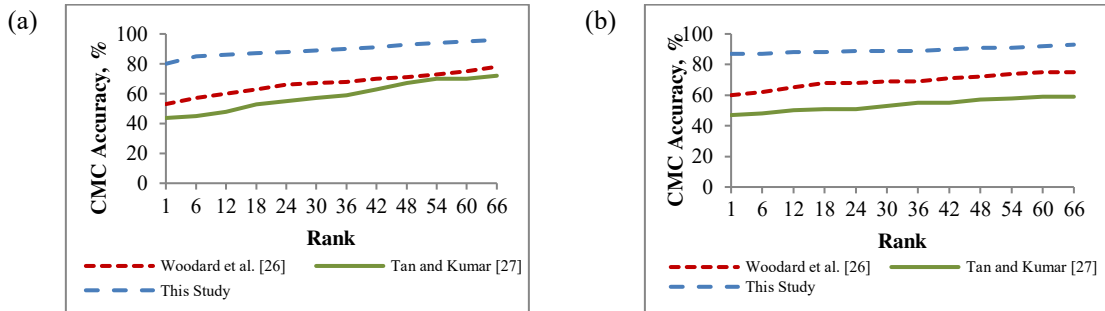 (a)
CMC Accuracy, %
100
80
60
40
20
0
1 6 12 18 24 30 36 42 48 54 60 66
Rank
Woodard et al. [26] Tan and Kumar [27]
This Study
(b)
CMC Accuracy, %
100
80
60
40
20
0
1 6 12 18 24 30 36 42 48 54 60 66
Rank
Woodard et al. [26] Tan and Kumar [27]
This Study